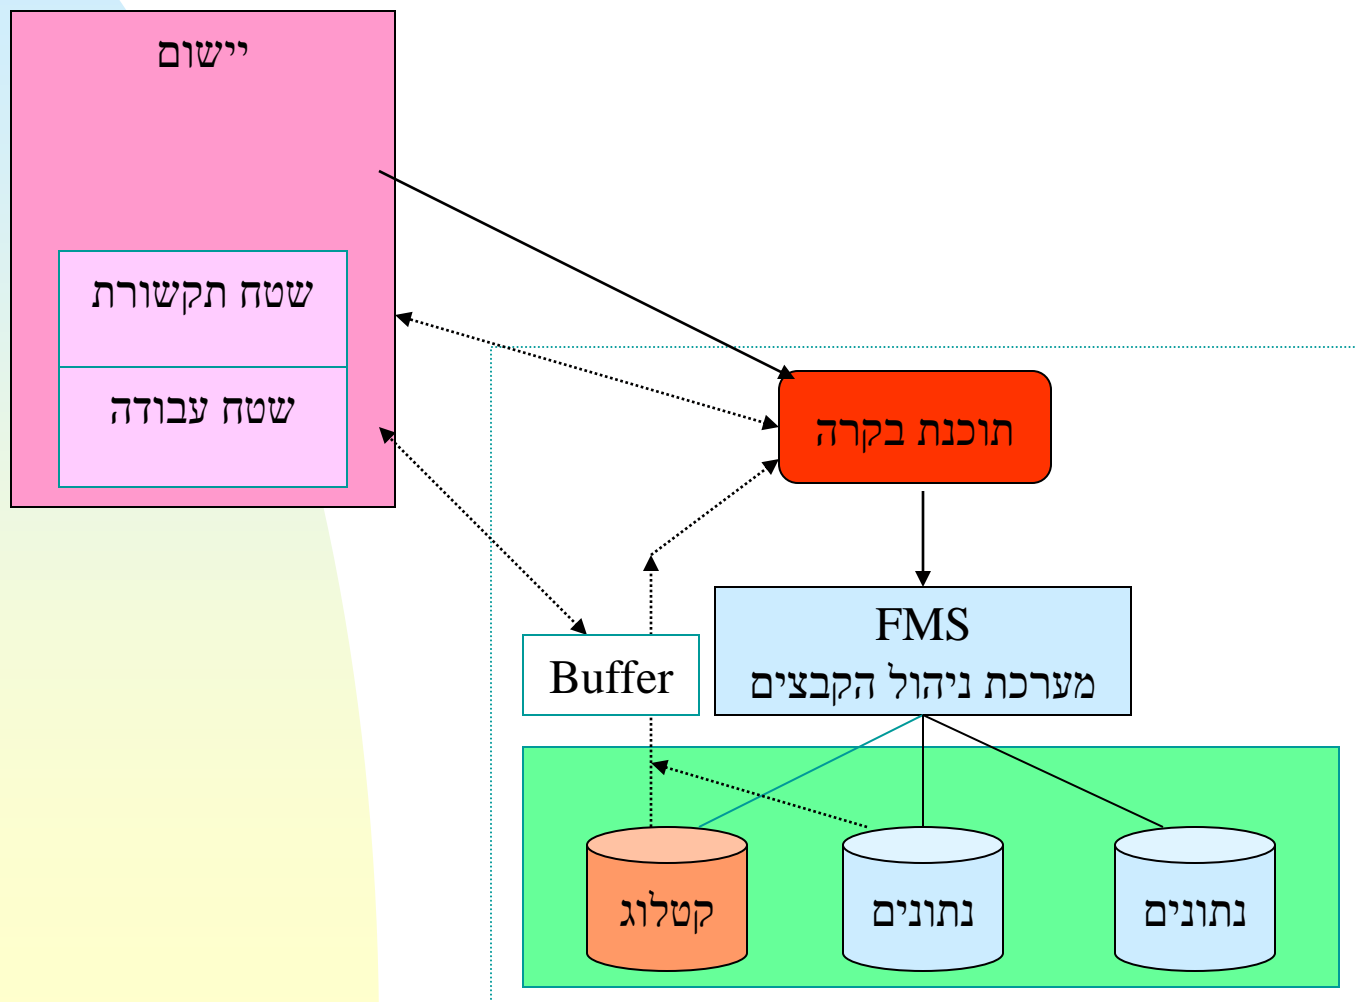 יישום
שטח תקשורת
שטח עבודה
תוכנת בקרה
FMS
מערכת ניהול הקבצים
Buffer
קטלוג
נתונים
נתונים